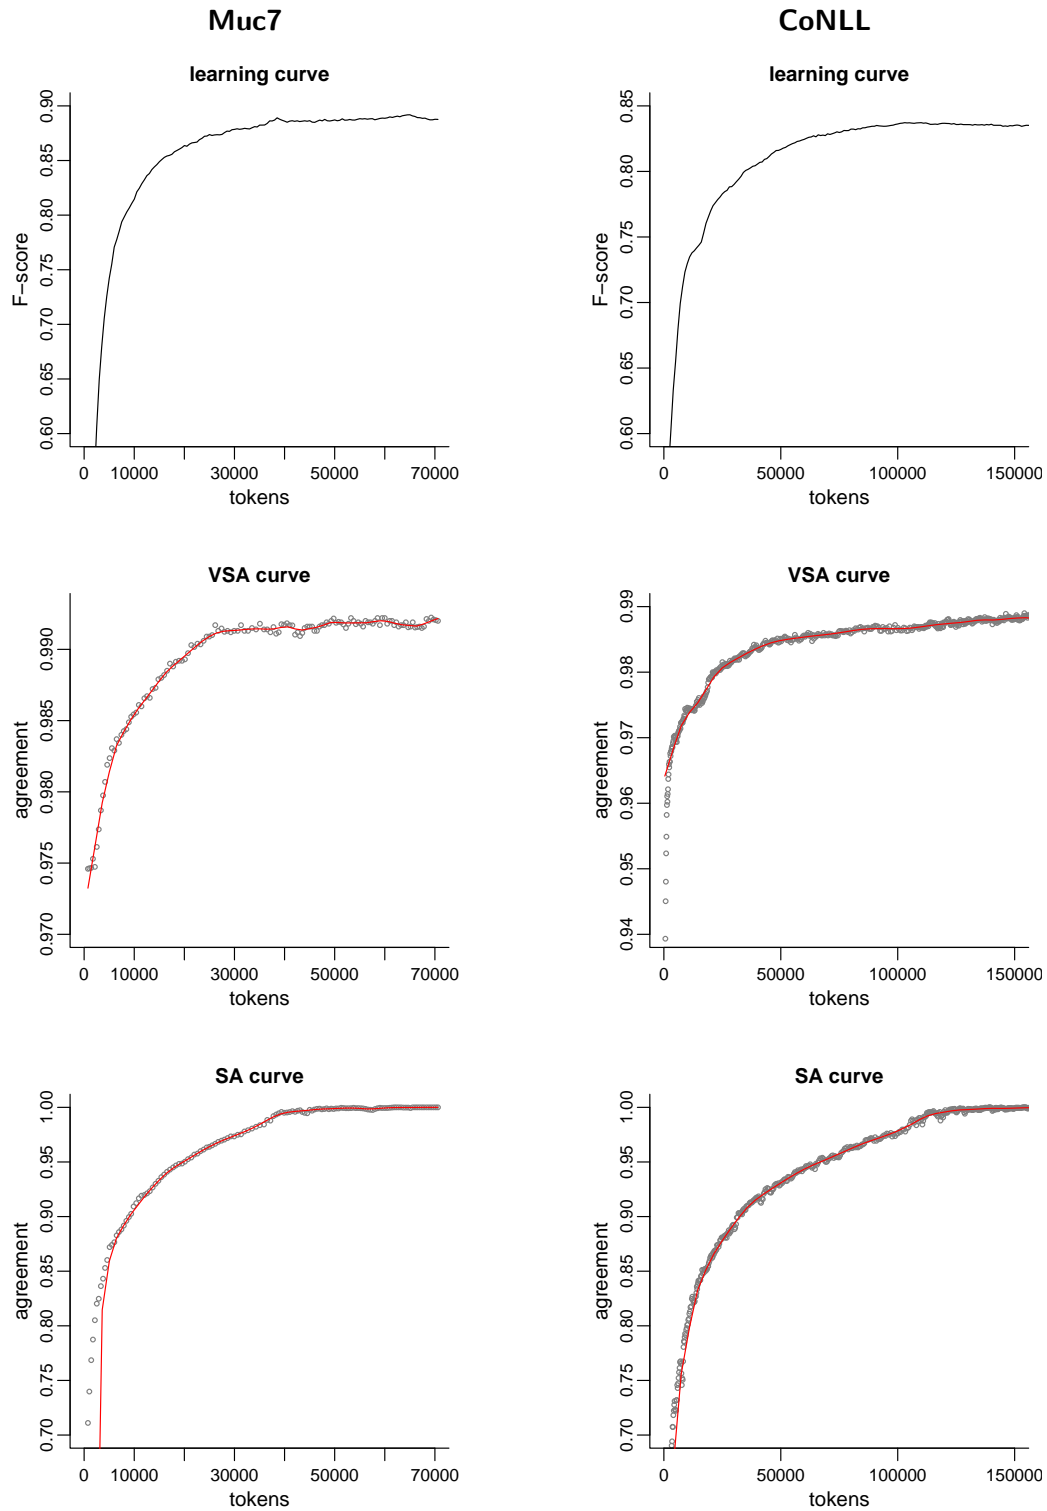 Muc7
CoNLL
learning curve
learning curve
F−score
0.60 0.65 0.70 0.75 0.80 0.85 0.90
0 10000 30000 50000 70000
tokens
F−score
0.60 0.65 0.70 0.75 0.80 0.85
0 50000 100000 150000
tokens
VSA curve
VSA curve
agreement
0.970 0.975 0.980 0.985 0.990
0 10000 30000 50000 70000
tokens
agreement
0.94 0.95 0.96 0.97 0.98 0.99
0 50000 100000 150000
tokens
SA curve
SA curve
agreement
0.70 0.75 0.80 0.85 0.90 0.95 1.00
0 10000 30000 50000 70000
tokens
agreement
0.70 0.75 0.80 0.85 0.90 0.95 1.00
0 50000 100000 150000
tokens